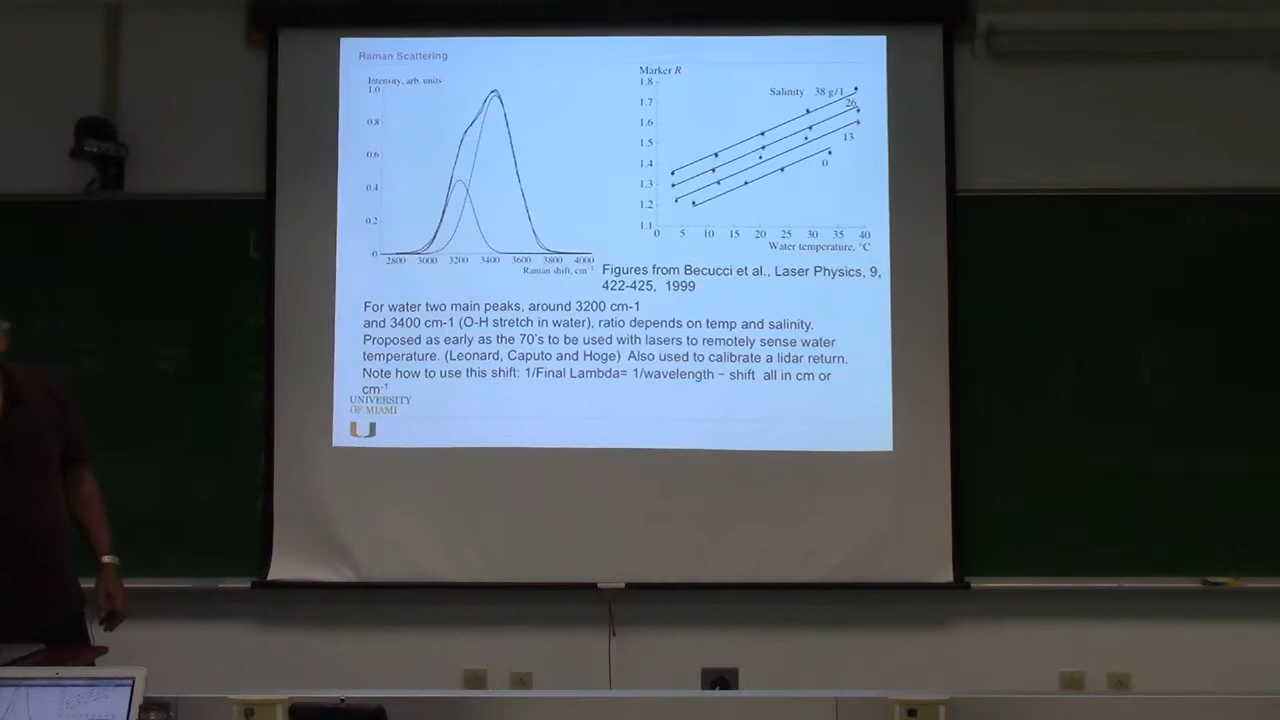 Raman Scattering
Intensity, arb. units
1.0
0.8
0.6
0.4
0.2
0
2800 3000 3200 3400 3600 3800 4000
Raman shift, cm-1
Marker R
1.8
1.7
1.6
1.5
1.4
1.3
1.2
1.1
Salinity 38 g/l
26
13
0
0 5 10 15 20 25 30 35 40
Water temperature, °C
Figures from Becucci et al., Laser Physics, 9,
422-425, 1999
For water two main peaks, around 3200 cm-1
and 3400 cm-1 (O-H stretch in water), ratio depends on temp and salinity.
Proposed as early as the 70's to be used with lasers to remotely sense water
temperature. (Leonard, Caputo and Hoge) Also used to calibrate a lidar return.
Note how to use this shift: 1/Final Lambda= 1/wavelength – shift all in cm or
cm-1
UNIVERSITY
OF MIAMI